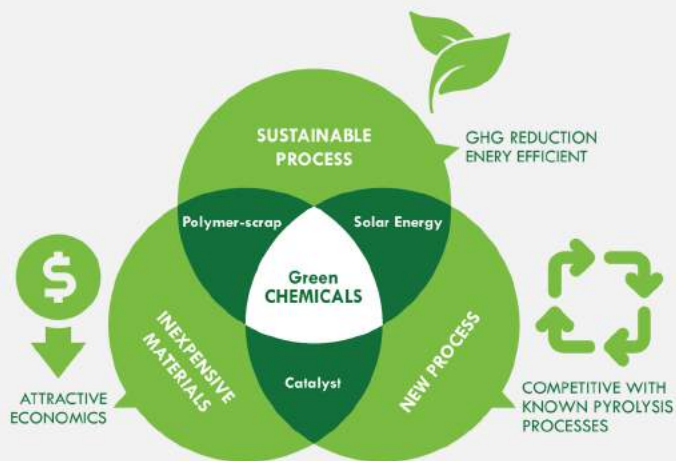 SUSTAINABLE
PROCESS
GHG REDUCTION
ENERY EFFICIENT
Polymer-scrap
Solar Energy
Green
CHEMICALS
$
INEXPENSIVE
MATERIALS
NEW PROCESS
Catalyst
ATTRACTIVE
ECONOMICS
COMPETITIVE WITH
KNOWN PYROLYSIS
PROCESSES